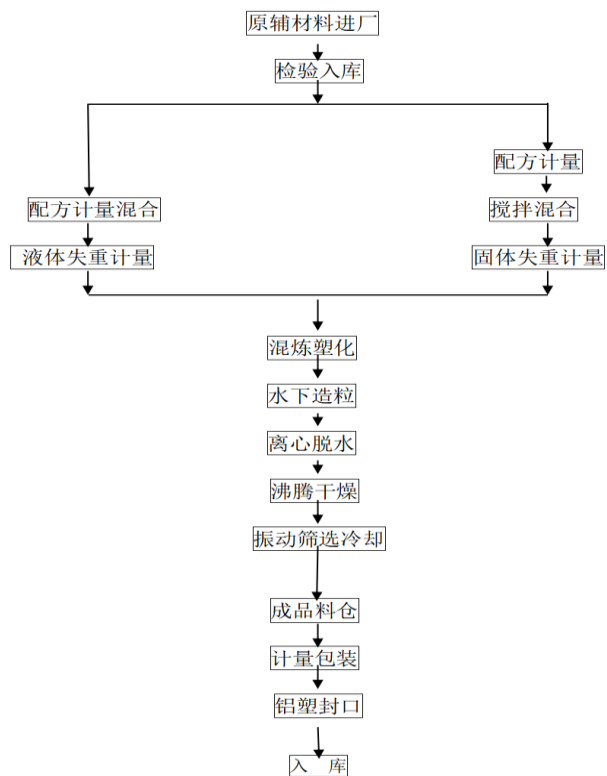 原辅材料进厂
检验入库
配方计量
配方计量混合
搅拌混合
液体失重计量
固体失重计量
混炼塑化
水下造粒
离心脱水
沸腾干燥
振动筛选冷却
成品料仓
计量包装
铝塑封口
入 库